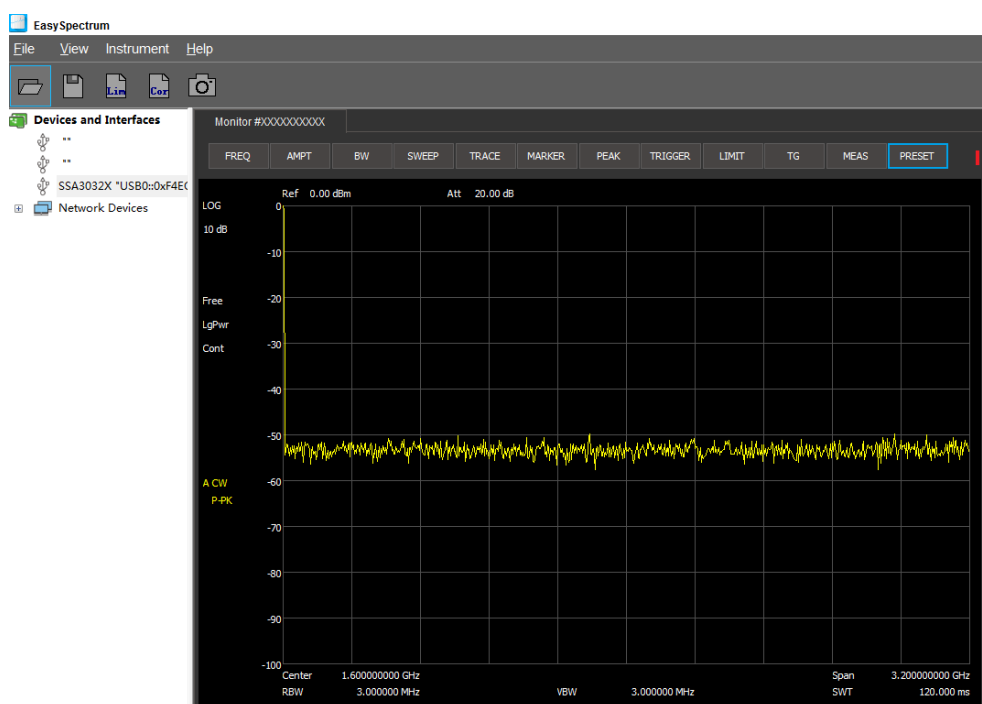 EasySpectrum
File View Instrument Help
Lim Cor
Devices and Interfaces
""
""
SSA3032X "USB0::0xF4EC
Network Devices
Monitor #XXXXXXXXXX
FREQ AMPT BW SWEEP TRACE MARKER PEAK TRIGGER LIMIT TG MEAS PRESET
Ref 0.00 dBm Att 20.00 dB
LOG
10 dB
Free
LgPwr
Cont
A CW
P-PK
0
-10
-20
-30
-40
-50
-60
-70
-80
-90
-100
Center 1.600000000 GHz Span 3.200000000 GHz
RBW 3.000000 MHz VBW 3.000000 MHz SWT 120.000 ms